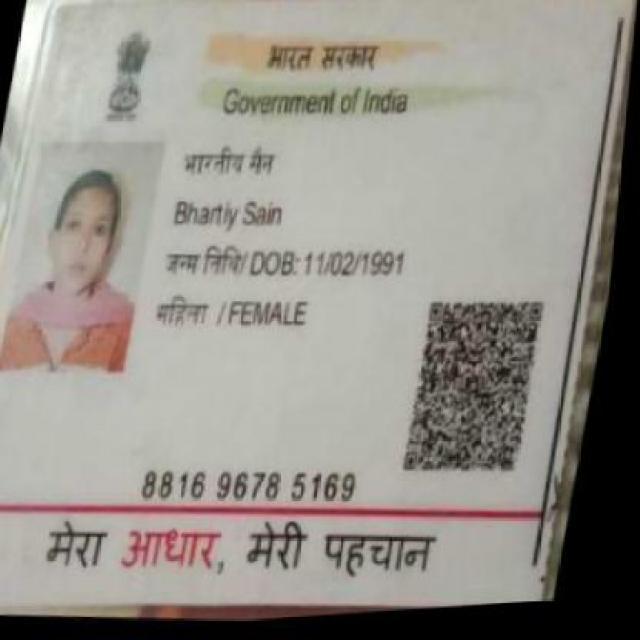 भारत सरकार
Government of India
भारतीय सैन
Bhartiy Sain
जन्म तिथि/ DOB: 11/02/1991
महिला / FEMALE
8816 9678 5169
मेरा आधार, मेरी पहचान